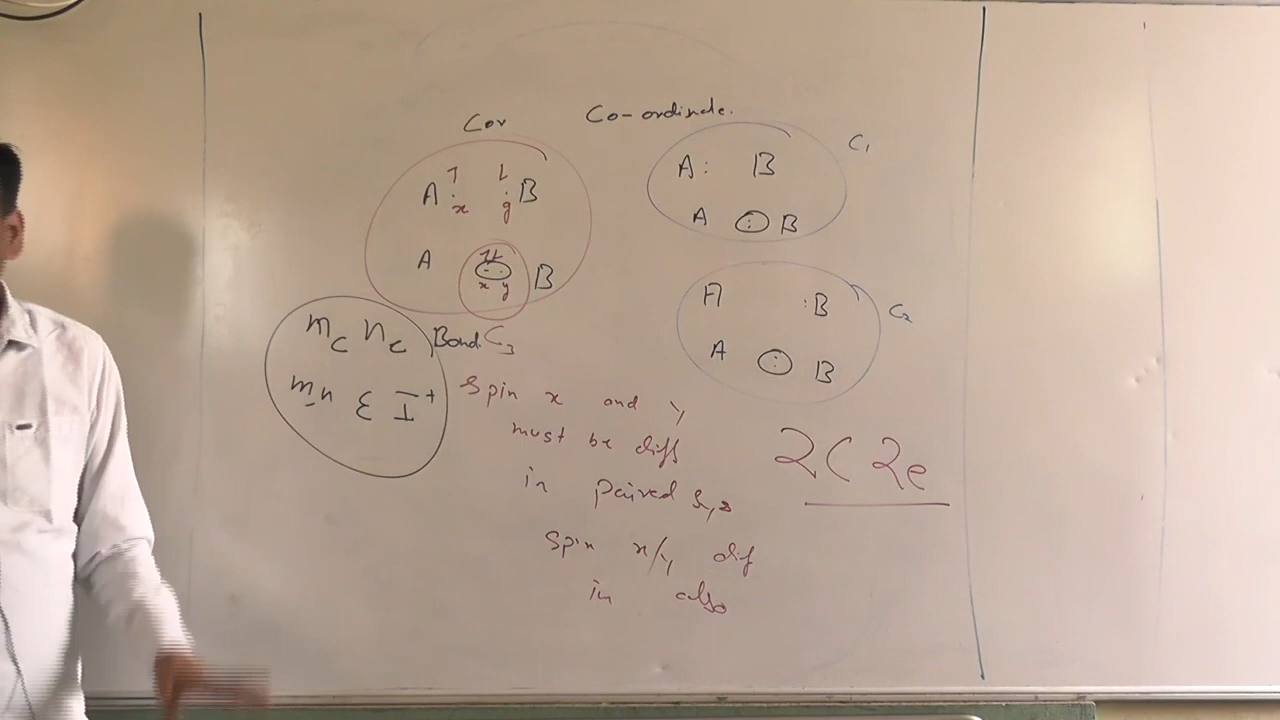 Cov Co-ordinate.
A: B C₁
A . . B
x y
A B
A : B
x y
A :B C₂
A : B
m c n e Bond C₃
m n Ɛ I⁺
Spin x and y
must be diff
in paired
2C 2e
Spin x/y dif
in also